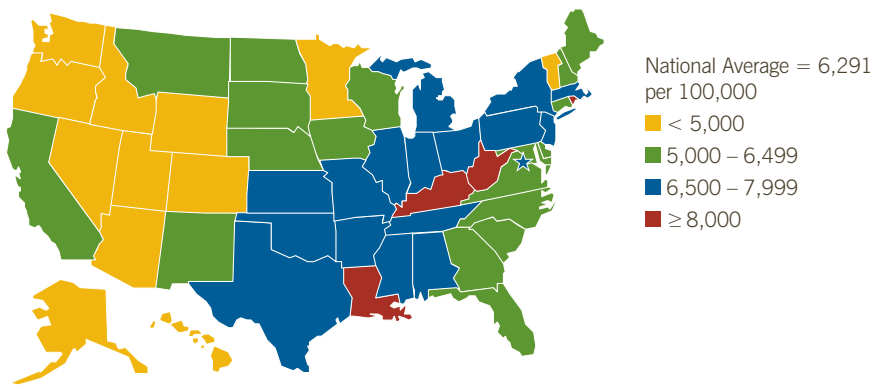 National Average = 6,291
per 100,000
< 5,000
5,000 – 6,499
6,500 – 7,999
≥ 8,000